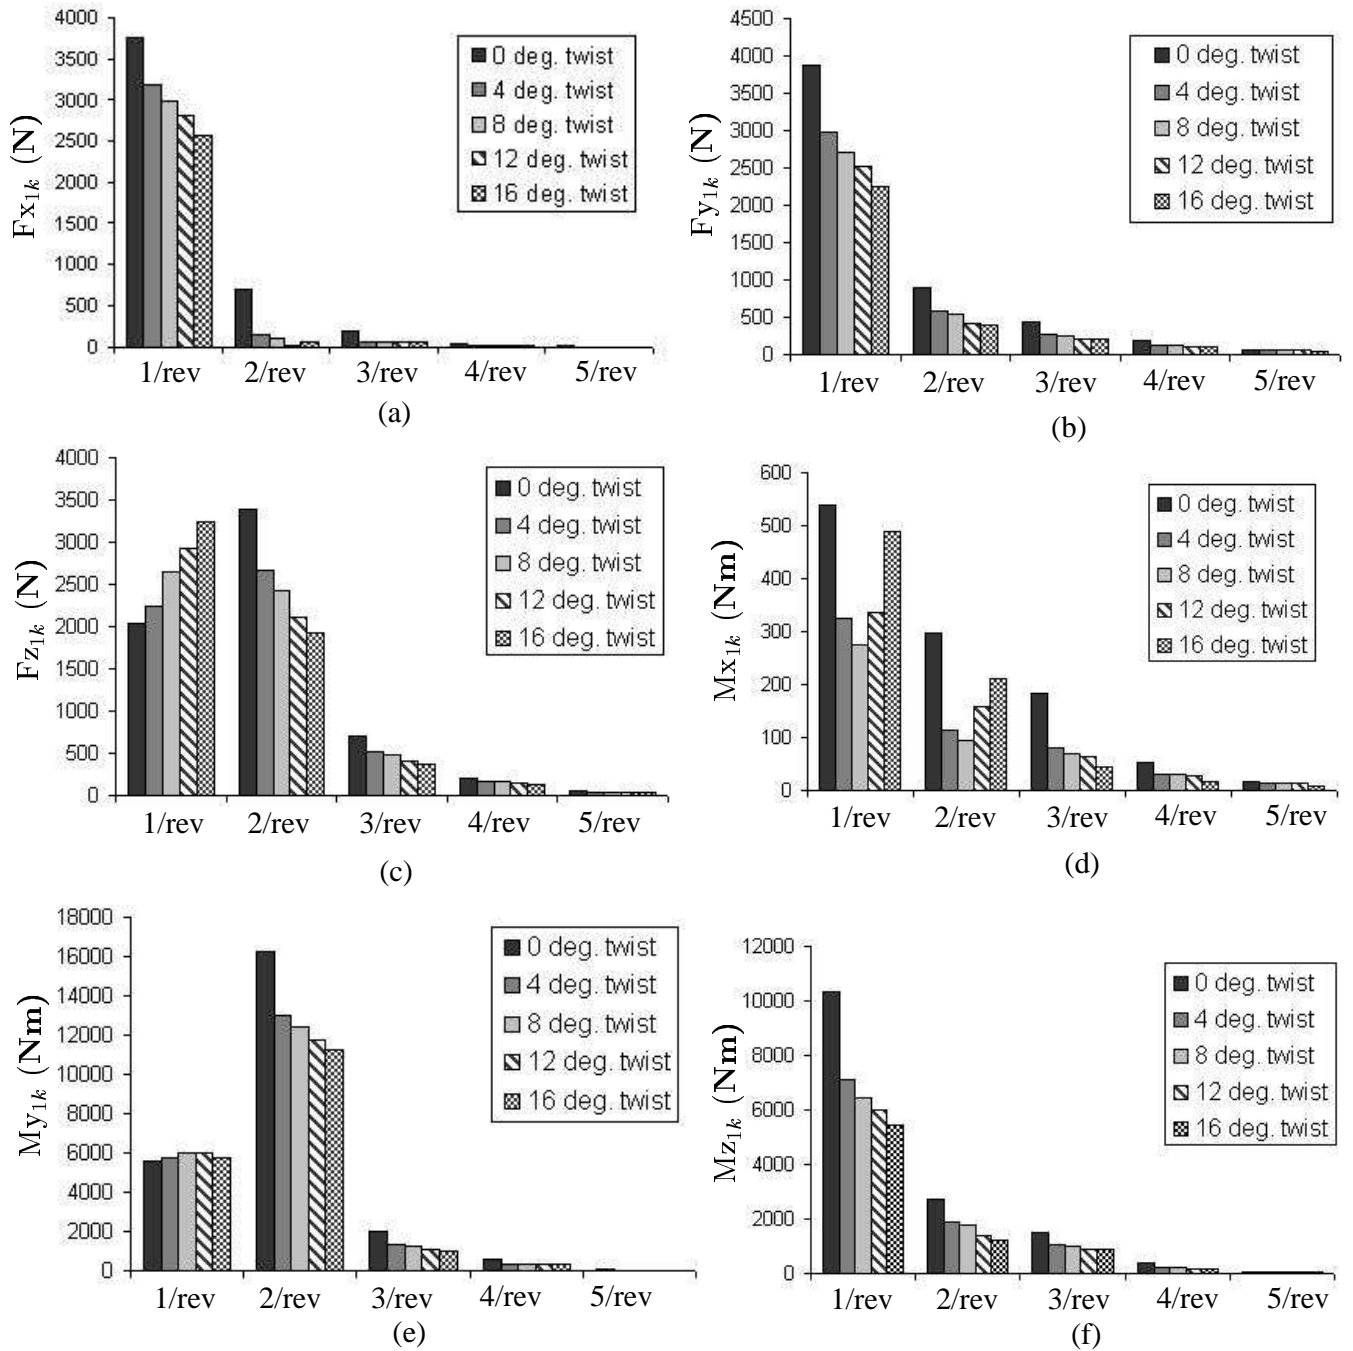 4000
3500
3000
2500
2000
1500
1000
500
0
Fx1k (N)
0 deg. twist
4 deg. twist
8 deg. twist
12 deg. twist
16 deg. twist
1/rev 2/rev 3/rev 4/rev 5/rev
(a)
4500
4000
3500
3000
2500
2000
1500
1000
500
0
Fy1k (N)
0 deg. twist
4 deg. twist
8 deg. twist
12 deg. twist
16 deg. twist
1/rev 2/rev 3/rev 4/rev 5/rev
(b)
4000
3500
3000
2500
2000
1500
1000
500
0
Fz1k (N)
0 deg. twist
4 deg. twist
8 deg. twist
12 deg. twist
16 deg. twist
1/rev 2/rev 3/rev 4/rev 5/rev
(c)
600
500
400
300
200
100
0
Mx1k (Nm)
0 deg. twist
4 deg. twist
8 deg. twist
12 deg. twist
16 deg. twist
1/rev 2/rev 3/rev 4/rev 5/rev
(d)
18000
16000
14000
12000
10000
8000
6000
4000
2000
0
My1k (Nm)
0 deg. twist
4 deg. twist
8 deg. twist
12 deg. twist
16 deg. twist
1/rev 2/rev 3/rev 4/rev 5/rev
(e)
12000
10000
8000
6000
4000
2000
0
Mz1k (Nm)
0 deg. twist
4 deg. twist
8 deg. twist
12 deg. twist
16 deg. twist
1/rev 2/rev 3/rev 4/rev 5/rev
(f)